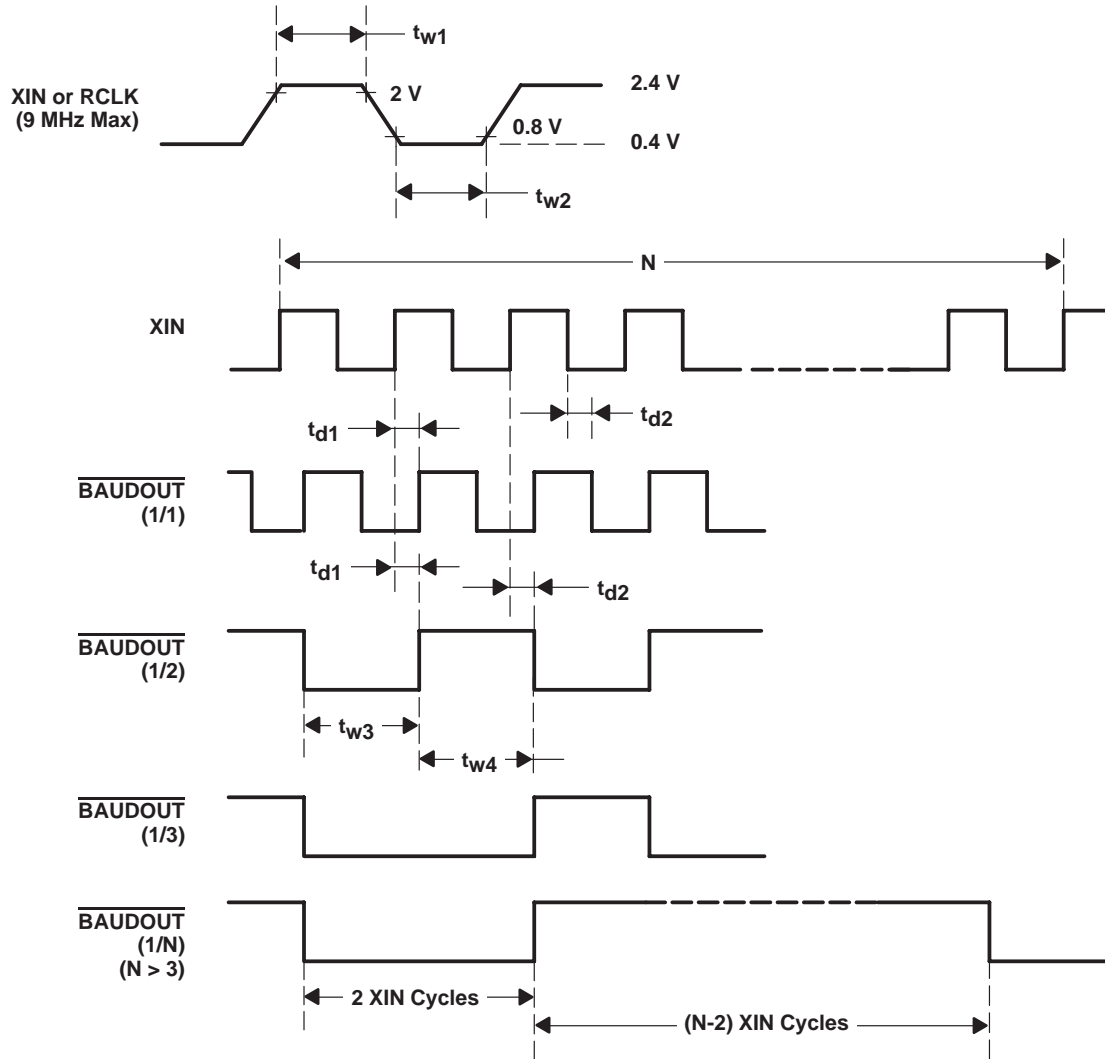 tw1
XIN or RCLK
(9 MHz Max)
2 V
2.4 V
0.8 V
0.4 V
tw2
N
XIN
td1
td2
BAUDOUT
(1/1)
td1
td2
BAUDOUT
(1/2)
tw3
tw4
BAUDOUT
(1/3)
BAUDOUT
(1/N)
(N > 3)
2 XIN Cycles
(N-2) XIN Cycles